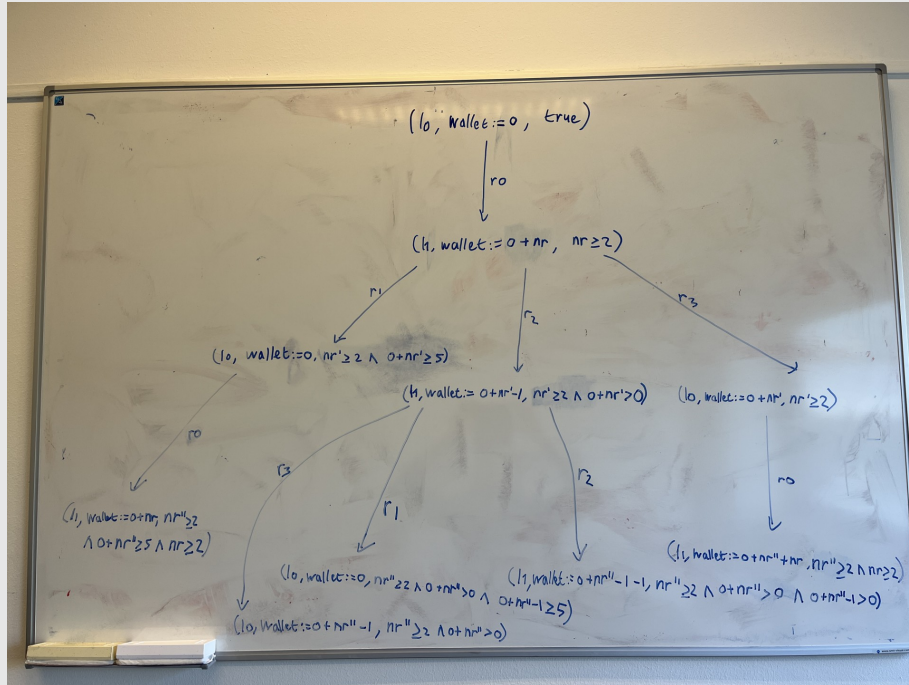 (l0, wallet:=0, true)
r0
(l1, wallet:=0+nr, nr≥2)
r1
r2
r3
(l0, wallet:=0, nr'≥2 ∧ 0+nr'≥5)
(l1, wallet:=0+nr'-1, nr'≥2 ∧ 0+nr'>0)
(l0, wallet:=0+nr', nr'≥2)
r0
r3
r1
r2
r0
(l1, wallet:=0+nr, nr''≥2
∧ 0+nr''≥5 ∧ nr≥2)
(l0, wallet:=0, nr''≥2 ∧ 0+nr''>0 ∧ 0+nr''-1≥5)
(l1, wallet:=0+nr''-1-1, nr''≥2 ∧ 0+nr''>0 ∧ 0+nr''-1>0)
(l1, wallet:=0+nr''+nr, nr''≥2 ∧ nr≥2)
(l0, wallet:=0+nr''-1, nr''≥2 ∧ 0+nr''>0)